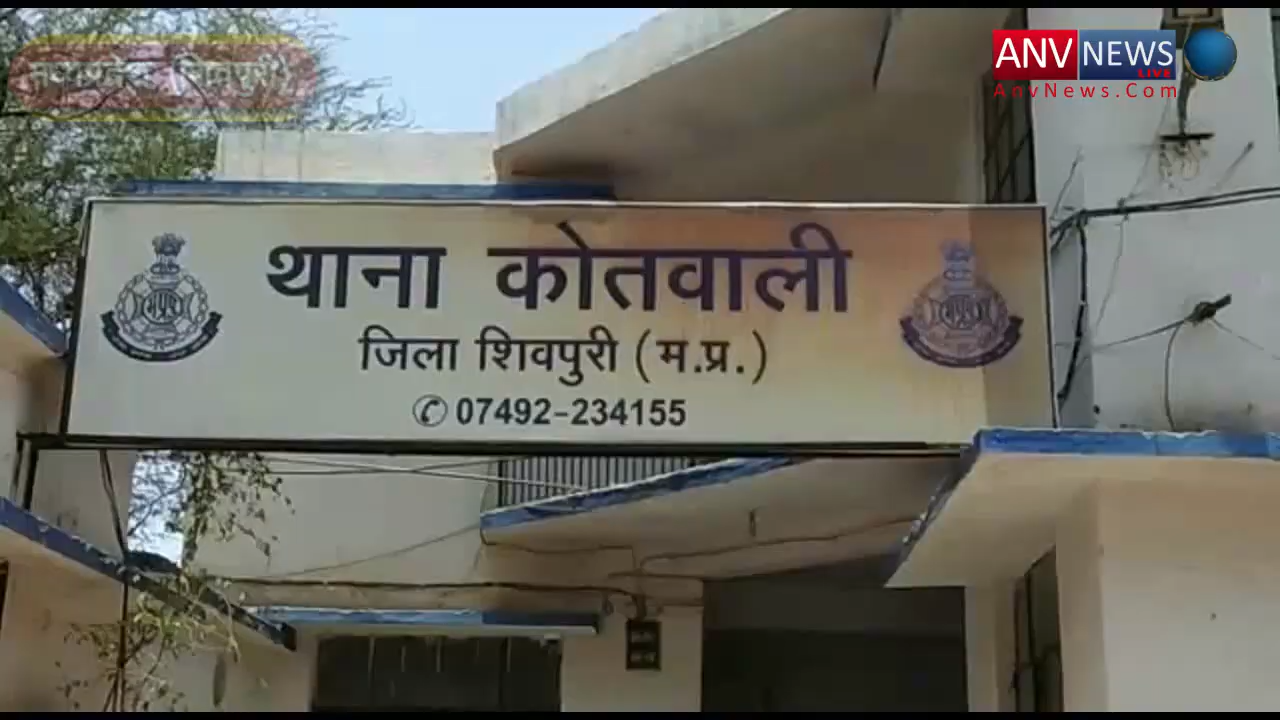 ANV NEWS
LIVE
AnvNews.Com
थाना कोतवाली
जिला शिवपुरी (म.प्र.)
07492-234155